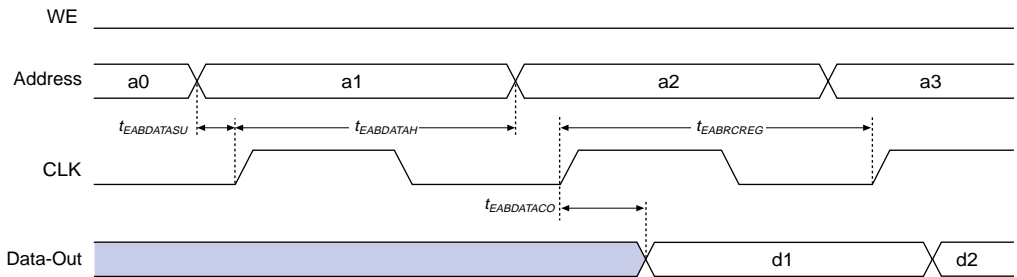 WE
Address a0 a1 a2 a3
tEABDATASU tEABDATAH tEABRCREG
CLK
tEABDATACO
Data-Out d1 d2